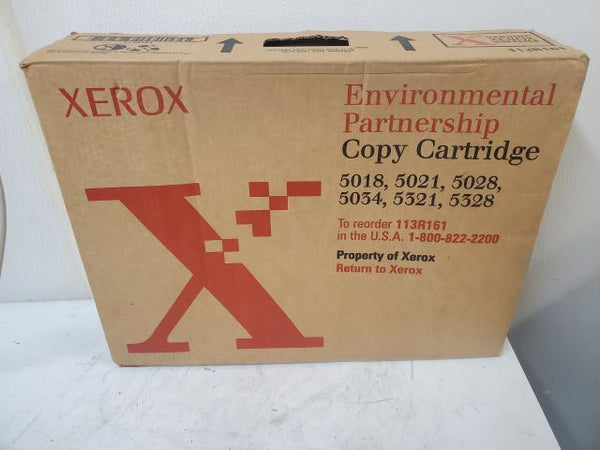 113R161
XEROX
Environmental
Partnership
Copy Cartridge
5018, 5021, 5028,
5034, 5321, 5328
To reorder 113R161
in the U.S.A. 1-800-822-2200
Property of Xerox
Return to Xerox